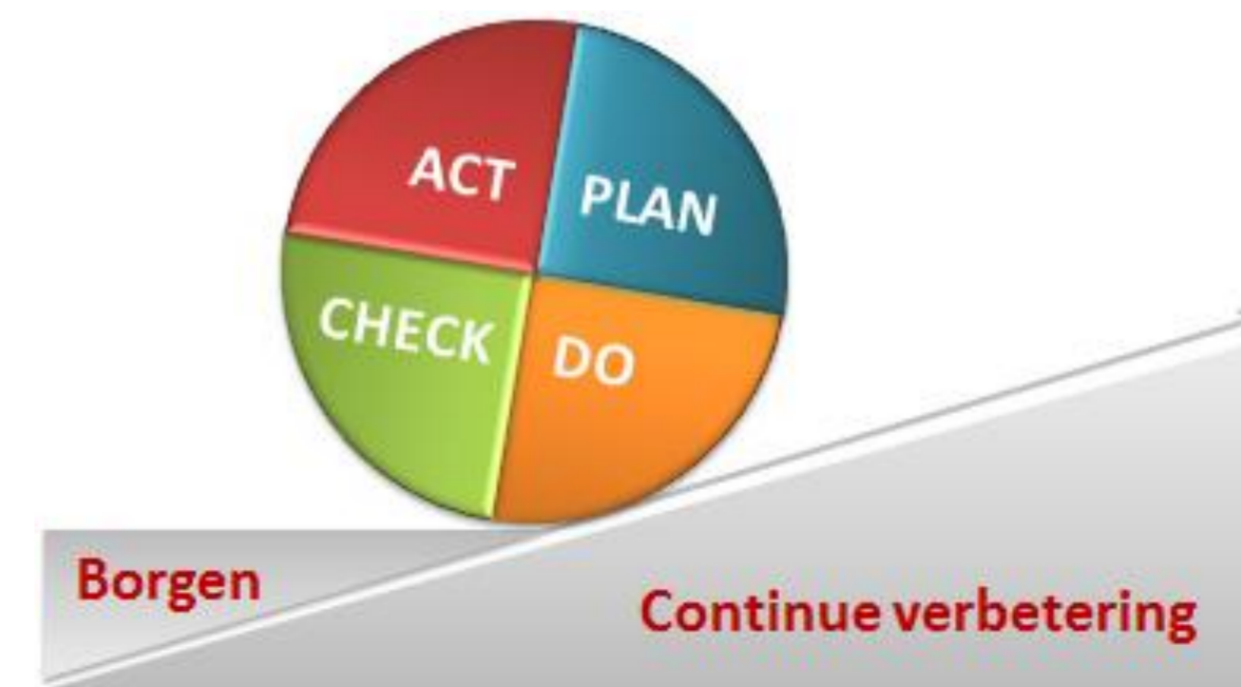 ACT
PLAN
CHECK
DO
Borgen
Continue verbetering